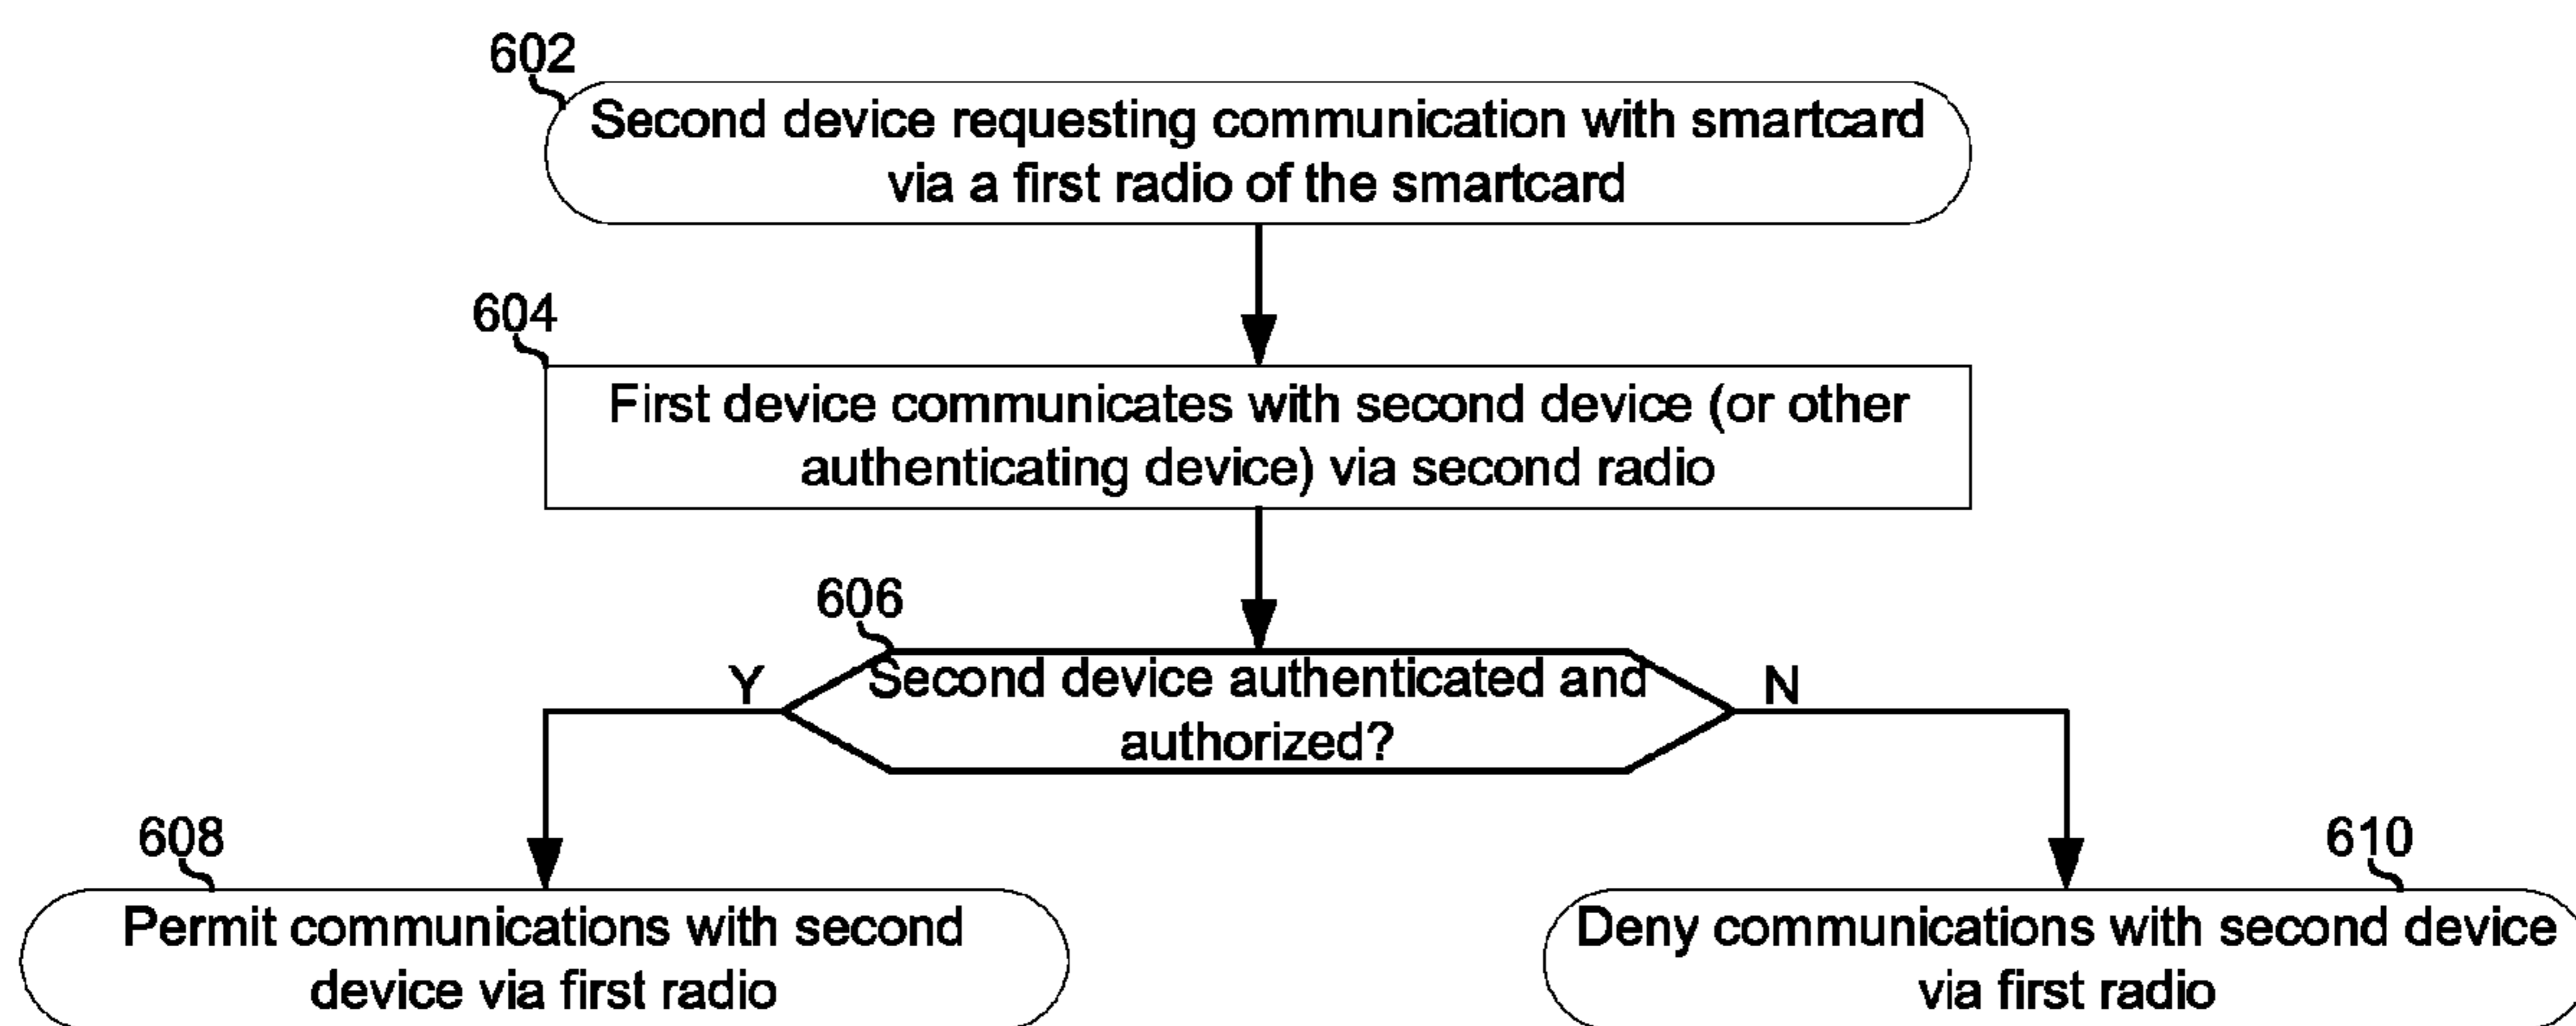 602
Second device requesting communication with smartcard
via a first radio of the smartcard
604
First device communicates with second device (or other
authenticating device) via second radio
606
Y
Second device authenticated and
authorized?
N
608
Permit communications with second
device via first radio
610
Deny communications with second device
via first radio